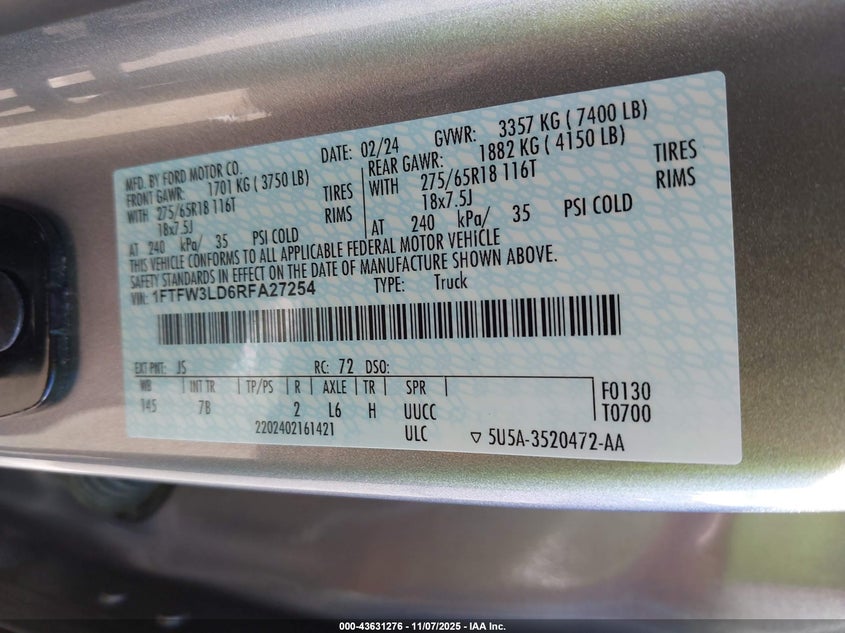 DATE: 02/24 GVWR: 3357 KG ( 7400 LB)
MFD. BY FORD MOTOR CO.
FRONT GAWR: 1701 KG ( 3750 LB) REAR GAWR: 1882 KG ( 4150 LB)
WITH 275/65R18 116T TIRES WITH 275/65R18 116T TIRES
18x7.5J RIMS 18x7.5J RIMS
AT 240 kPa/ 35 PSI COLD AT 240 kPa/ 35 PSI COLD
THIS VEHICLE CONFORMS TO ALL APPLICABLE FEDERAL MOTOR VEHICLE
SAFETY STANDARDS IN EFFECT ON THE DATE OF MANUFACTURE SHOWN ABOVE.
VIN: 1FTFW3LD6RFA27254 TYPE: Truck
EXT PNT: J5 RC: 72 DSO:
WB | INT TR | TP/PS | R | AXLE | TR | SPR F0130
145 7B 2 L6 H UUCC T0700
2202402161421 ULC ▽ 5U5A-3520472-AA
000-43631276 - 11/07/2025 - IAA Inc.